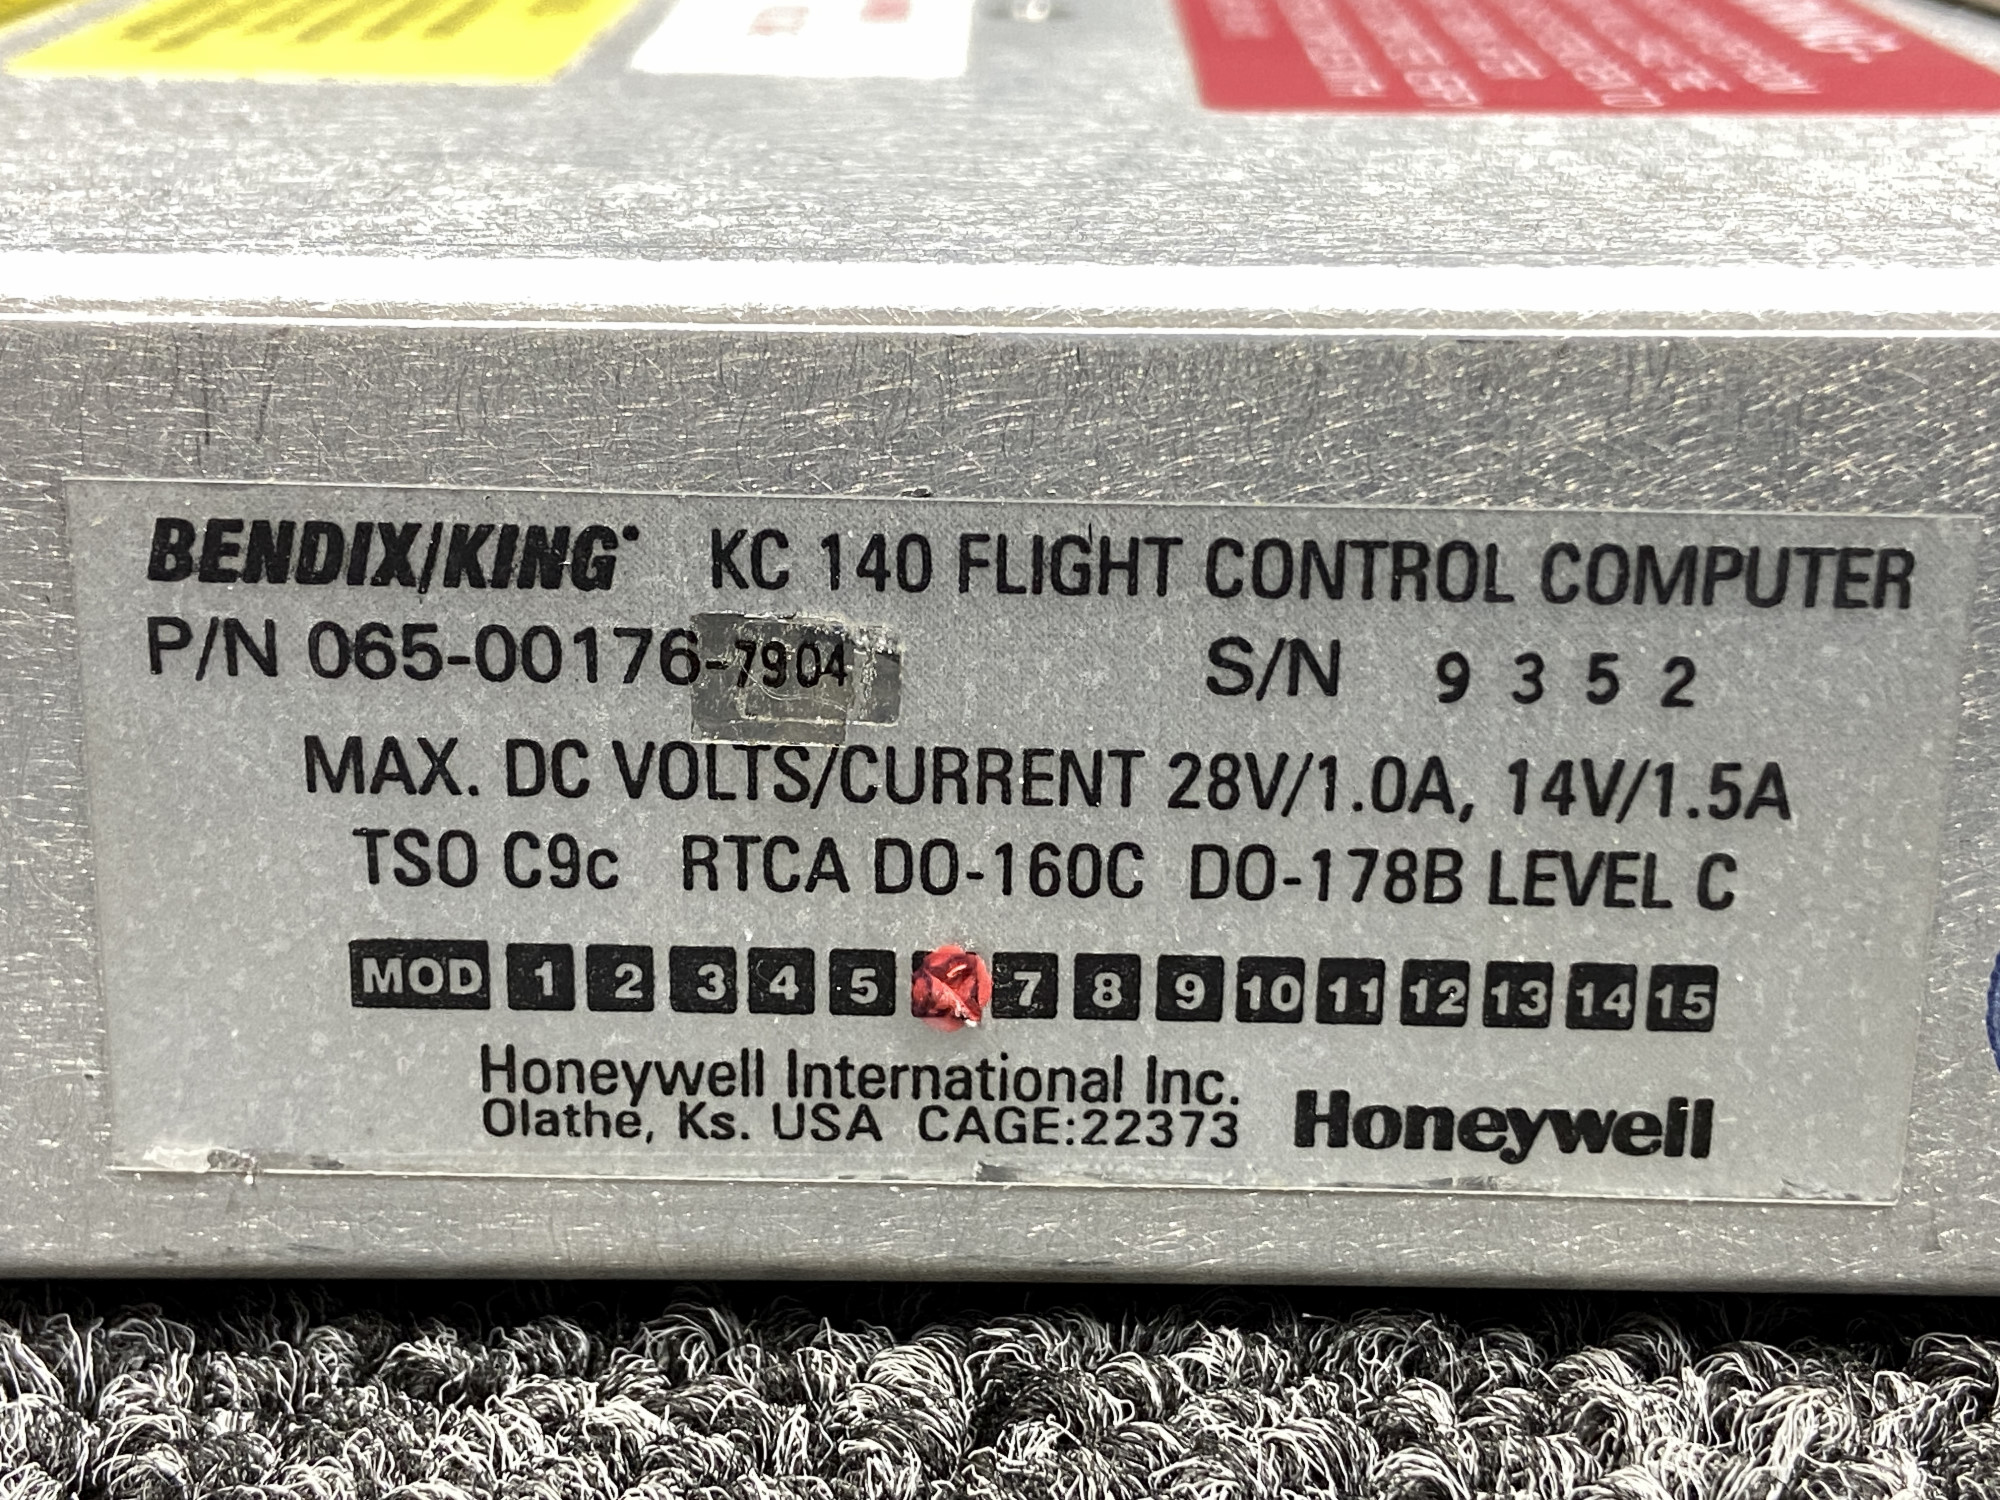 BENDIX/KING® KC 140 FLIGHT CONTROL COMPUTER
P/N 065-00176-7904 S/N 9352
MAX. DC VOLTS/CURRENT 28V/1.0A, 14V/1.5A
TSO C9c RTCA DO-160C DO-178B LEVEL C
MOD 1 2 3 4 5 7 8 9 10 11 12 13 14 15
Honeywell International Inc.
Olathe, Ks. USA CAGE:22373 Honeywell